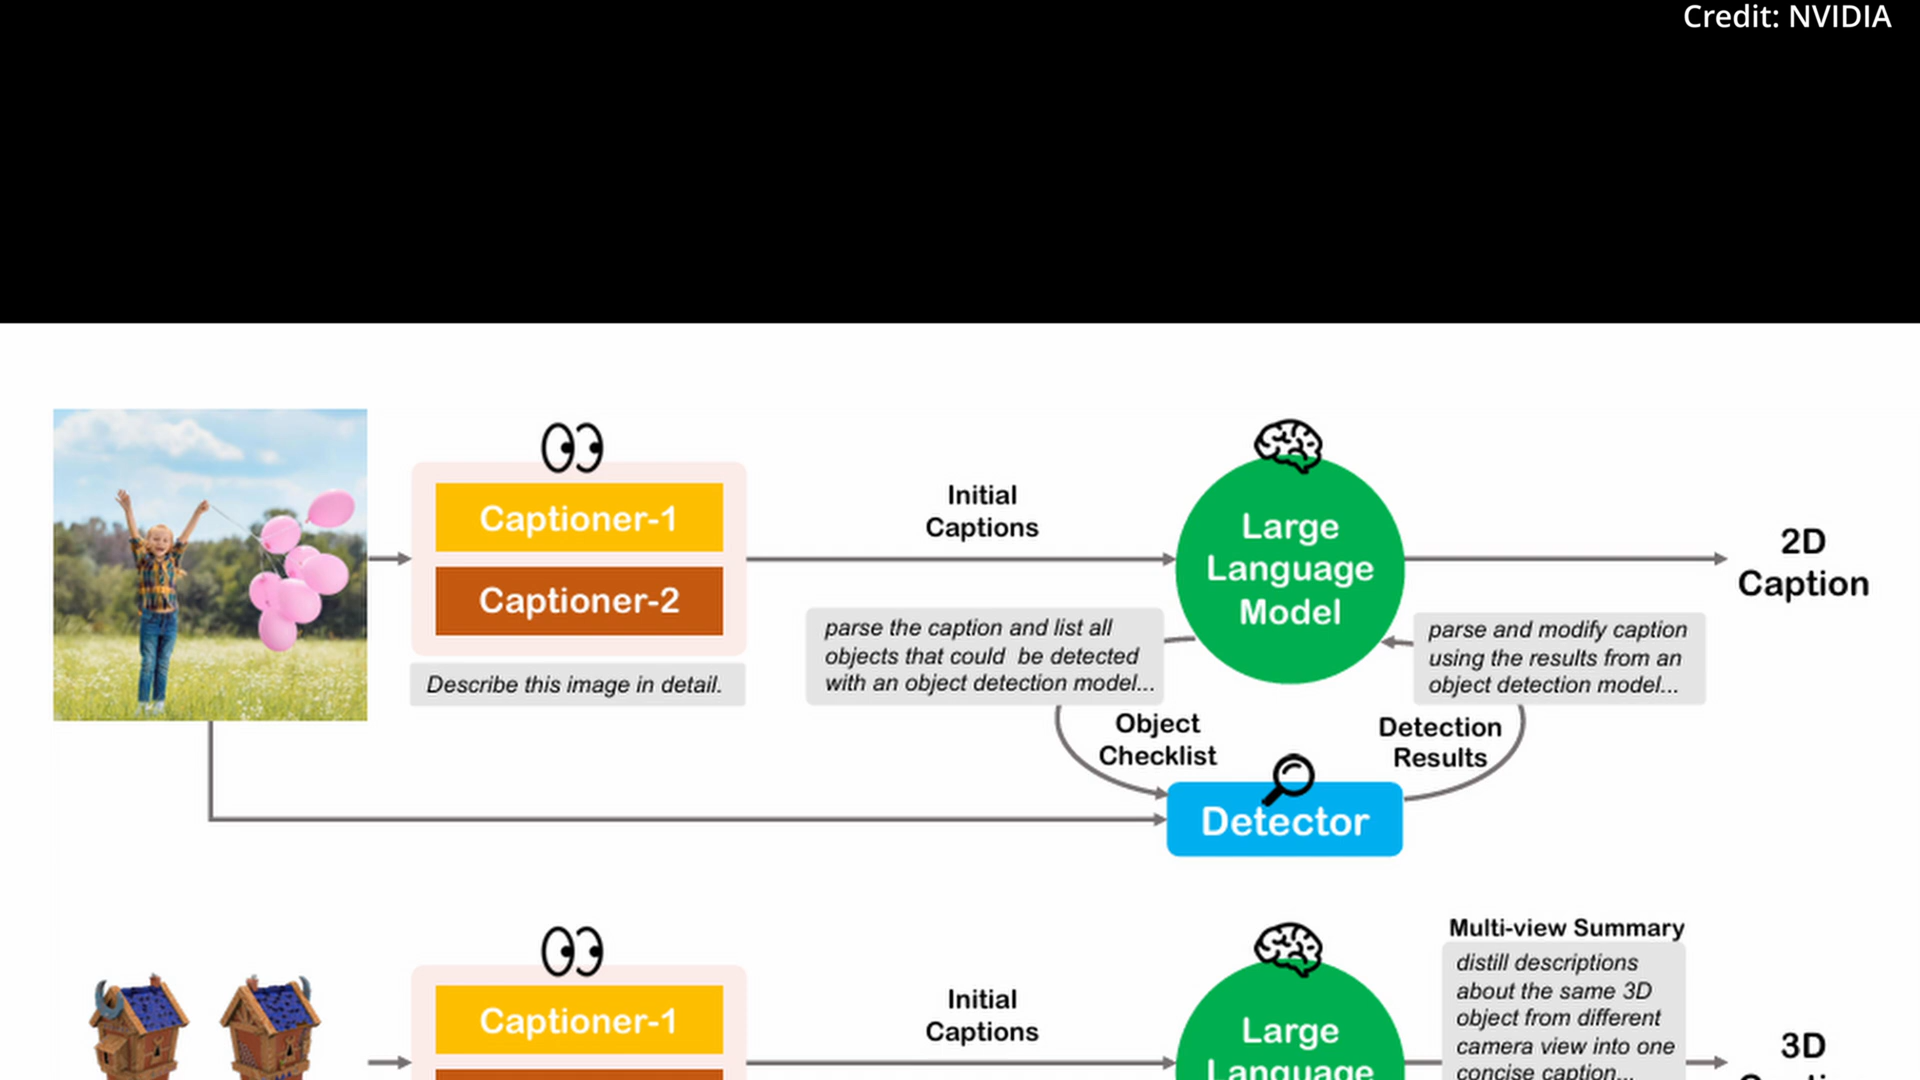 Credit: NVIDIA
Captioner-1
Captioner-2
Describe this image in detail.
Initial
Captions
Large
Language
Model
2D
Caption
parse the caption and list all
objects that could be detected
with an object detection model...
parse and modify caption
using the results from an
object detection model...
Object
Checklist
Detection
Results
Detector
Captioner-1
Initial
Captions
Large
Language
Multi-view Summary
distill descriptions
about the same 3D
object from different
camera view into one
concise caption...
3D